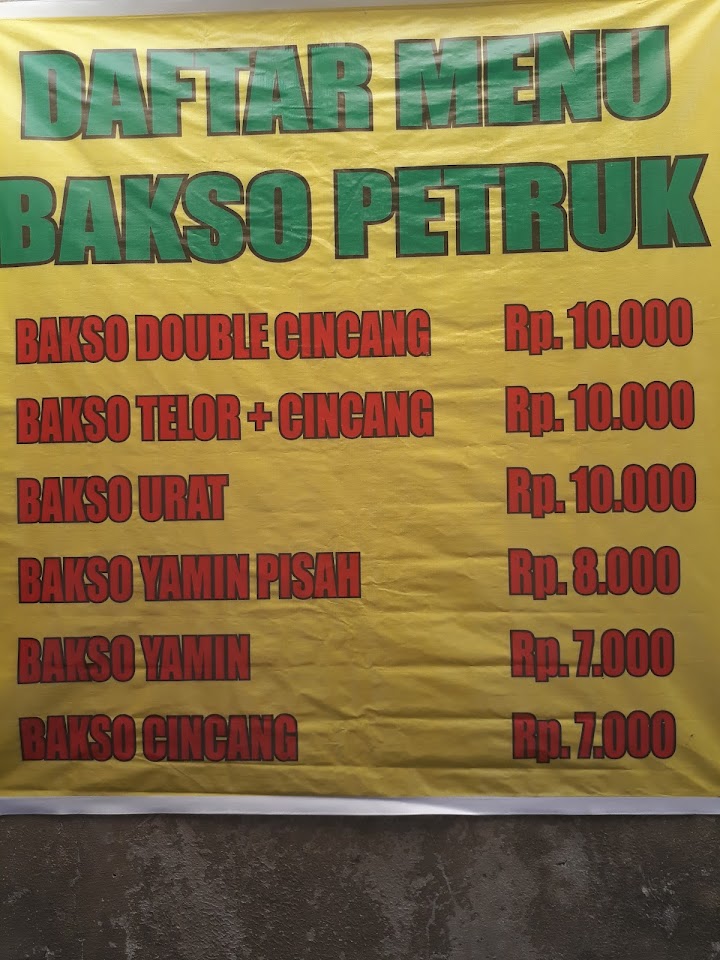 DAFTAR MENU
BAKSO PETRUK
BAKSO DOUBLE CINCANG Rp. 10.000
BAKSO TELOR + CINCANG Rp. 10.000
BAKSO URAT Rp. 10.000
BAKSO YAMIN PISAH Rp. 8.000
BAKSO YAMIN Rp. 7.000
BAKSO CINCANG Rp. 7.000